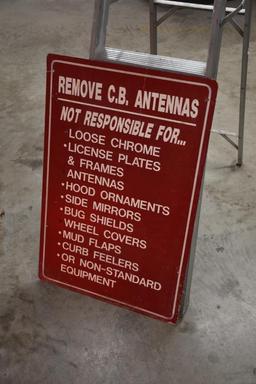 REMOVE C.B. ANTENNAS
NOT RESPONSIBLE FOR...
•LOOSE CHROME
•LICENSE PLATES
& FRAMES
ANTENNAS
•HOOD ORNAMENTS
•SIDE MIRRORS
•BUG SHIELDS
WHEEL COVERS
•MUD FLAPS
•CURB FEELERS
•OR NON-STANDARD
EQUIPMENT